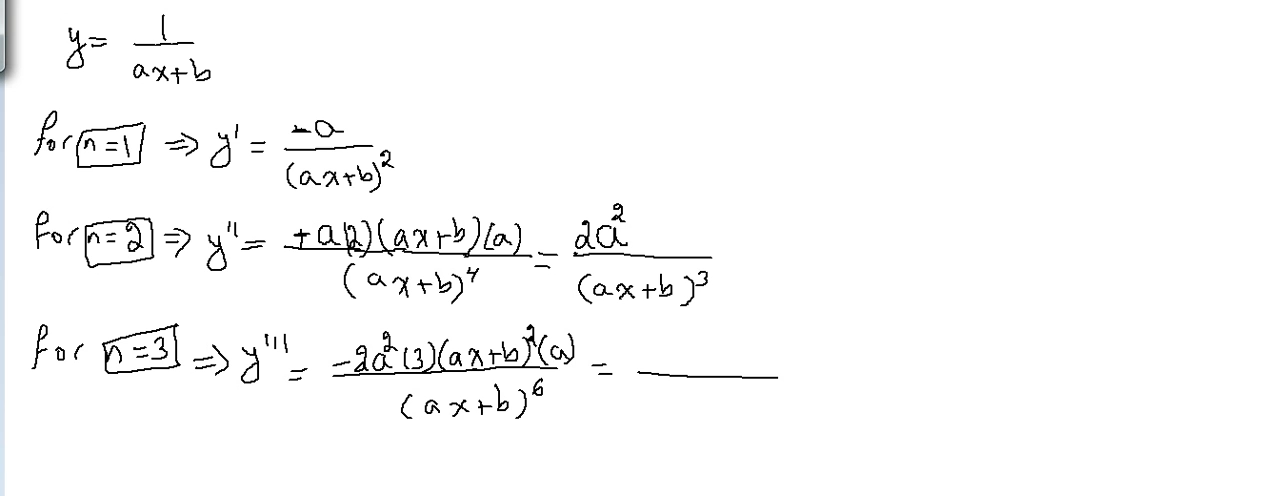 y = 1/(ax+b)
for n=1 ⇒ y' = -a/(ax+b)²
for n=2 ⇒ y'' = +a(2)(ax+b)(a)/(ax+b)⁴ = 2a²/(ax+b)³
for n=3 ⇒ y''' = -2a²(3)(ax+b)²(a)/(ax+b)⁶ = ———